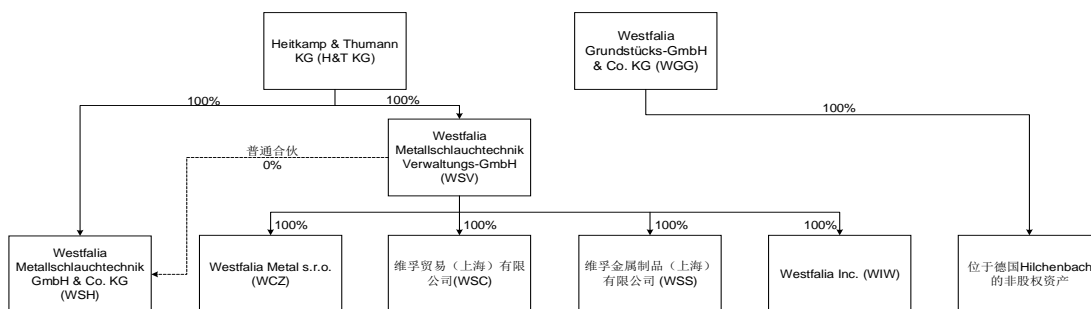 Heitkamp & Thumann
KG (H&T KG)
Westfalia
Grundstücks-GmbH
& Co. KG (WGG)
100%
100%
100%
Westfalia
Metallschlauchtechnik
Verwaltungs-GmbH
(WSV)
普通合伙
0%
100%
100%
100%
100%
Westfalia
Metallschlauchtechnik
GmbH & Co. KG
(WSH)
Westfalia Metal s.r.o.
(WCZ)
维孚贸易（上海）有限
公司(WSC)
维孚金属制品（上海）
有限公司 (WSS)
Westfalia Inc. (WIW)
位于德国Hilchenbach
的非股权资产